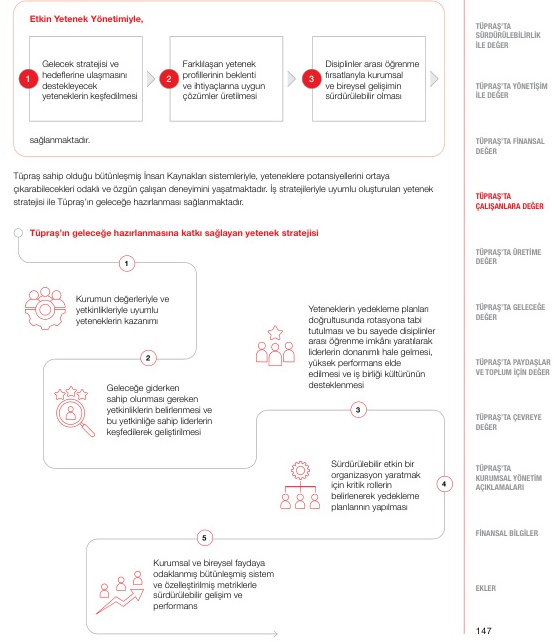 Etkin Yetenek Yönetimiyle,
1
Gelecek stratejisi ve
hedeflerine ulaşmasını
destekleyecek
yeteneklerin keşfedilmesi
2
Farklılaşan yetenek
profillerinin beklenti
ve ihtiyaçlarına uygun
çözümler üretilmesi
3
Disiplinler arası öğrenme
fırsatlarıyla kurumsal
ve bireysel gelişimin
sürdürülebilir olması
sağlanmaktadır.
Tüpraş sahip olduğu bütünleşmiş İnsan Kaynakları sistemleriyle, yeteneklere potansiyellerini ortaya
çıkarabilecekleri odaklı ve özgün çalışan deneyimini yaşatmaktadır. İş stratejileriyle uyumlu oluşturulan yetenek
stratejisi ile Tüpraş'ın geleceğe hazırlanması sağlanmaktadır.
Tüpraş'ın geleceğe hazırlanmasına katkı sağlayan yetenek stratejisi
1
Kurumun değerleriyle ve
yetkinlikleriyle uyumlu
yeteneklerin kazanımı
2
Geleceğe giderken
sahip olunması gereken
yetkinliklerin belirlenmesi ve
bu yetkinliğe sahip liderlerin
keşfedilerek geliştirilmesi
Yeteneklerin yedekleme planları
doğrultusunda rotasyona tabi
tutulması ve bu sayede disiplinler
arası öğrenme imkânı yaratılarak
liderlerin donanımlı hale gelmesi,
yüksek performans elde
edilmesi ve iş birliği kültürünün
desteklenmesi
3
Sürdürülebilir etkin bir
organizasyon yaratmak
için kritik rollerin
belirlenerek yedekleme
planlarının yapılması
4
5
Kurumsal ve bireysel faydaya
odaklanmış bütünleşmiş sistem
ve özelleştirilmiş metriklerle
sürdürülebilir gelişim ve
performans
TÜPRAŞ'TA
SÜRDÜRÜLEBİLİRLİK
İLE DEĞER
TÜPRAŞ'TA YÖNETİŞİM
İLE DEĞER
TÜPRAŞ'TA FİNANSAL
DEĞER
TÜPRAŞ'TA
ÇALIŞANLARA DEĞER
TÜPRAŞ'TA ÜRETİME
DEĞER
TÜPRAŞ'TA GELECEĞE
DEĞER
TÜPRAŞ'TA PAYDAŞLAR
VE TOPLUM İÇİN DEĞER
TÜPRAŞ'TA ÇEVREYE
DEĞER
TÜPRAŞ'TA
KURUMSAL YÖNETİM
AÇIKLAMALARI
FİNANSAL BİLGİLER
EKLER
147